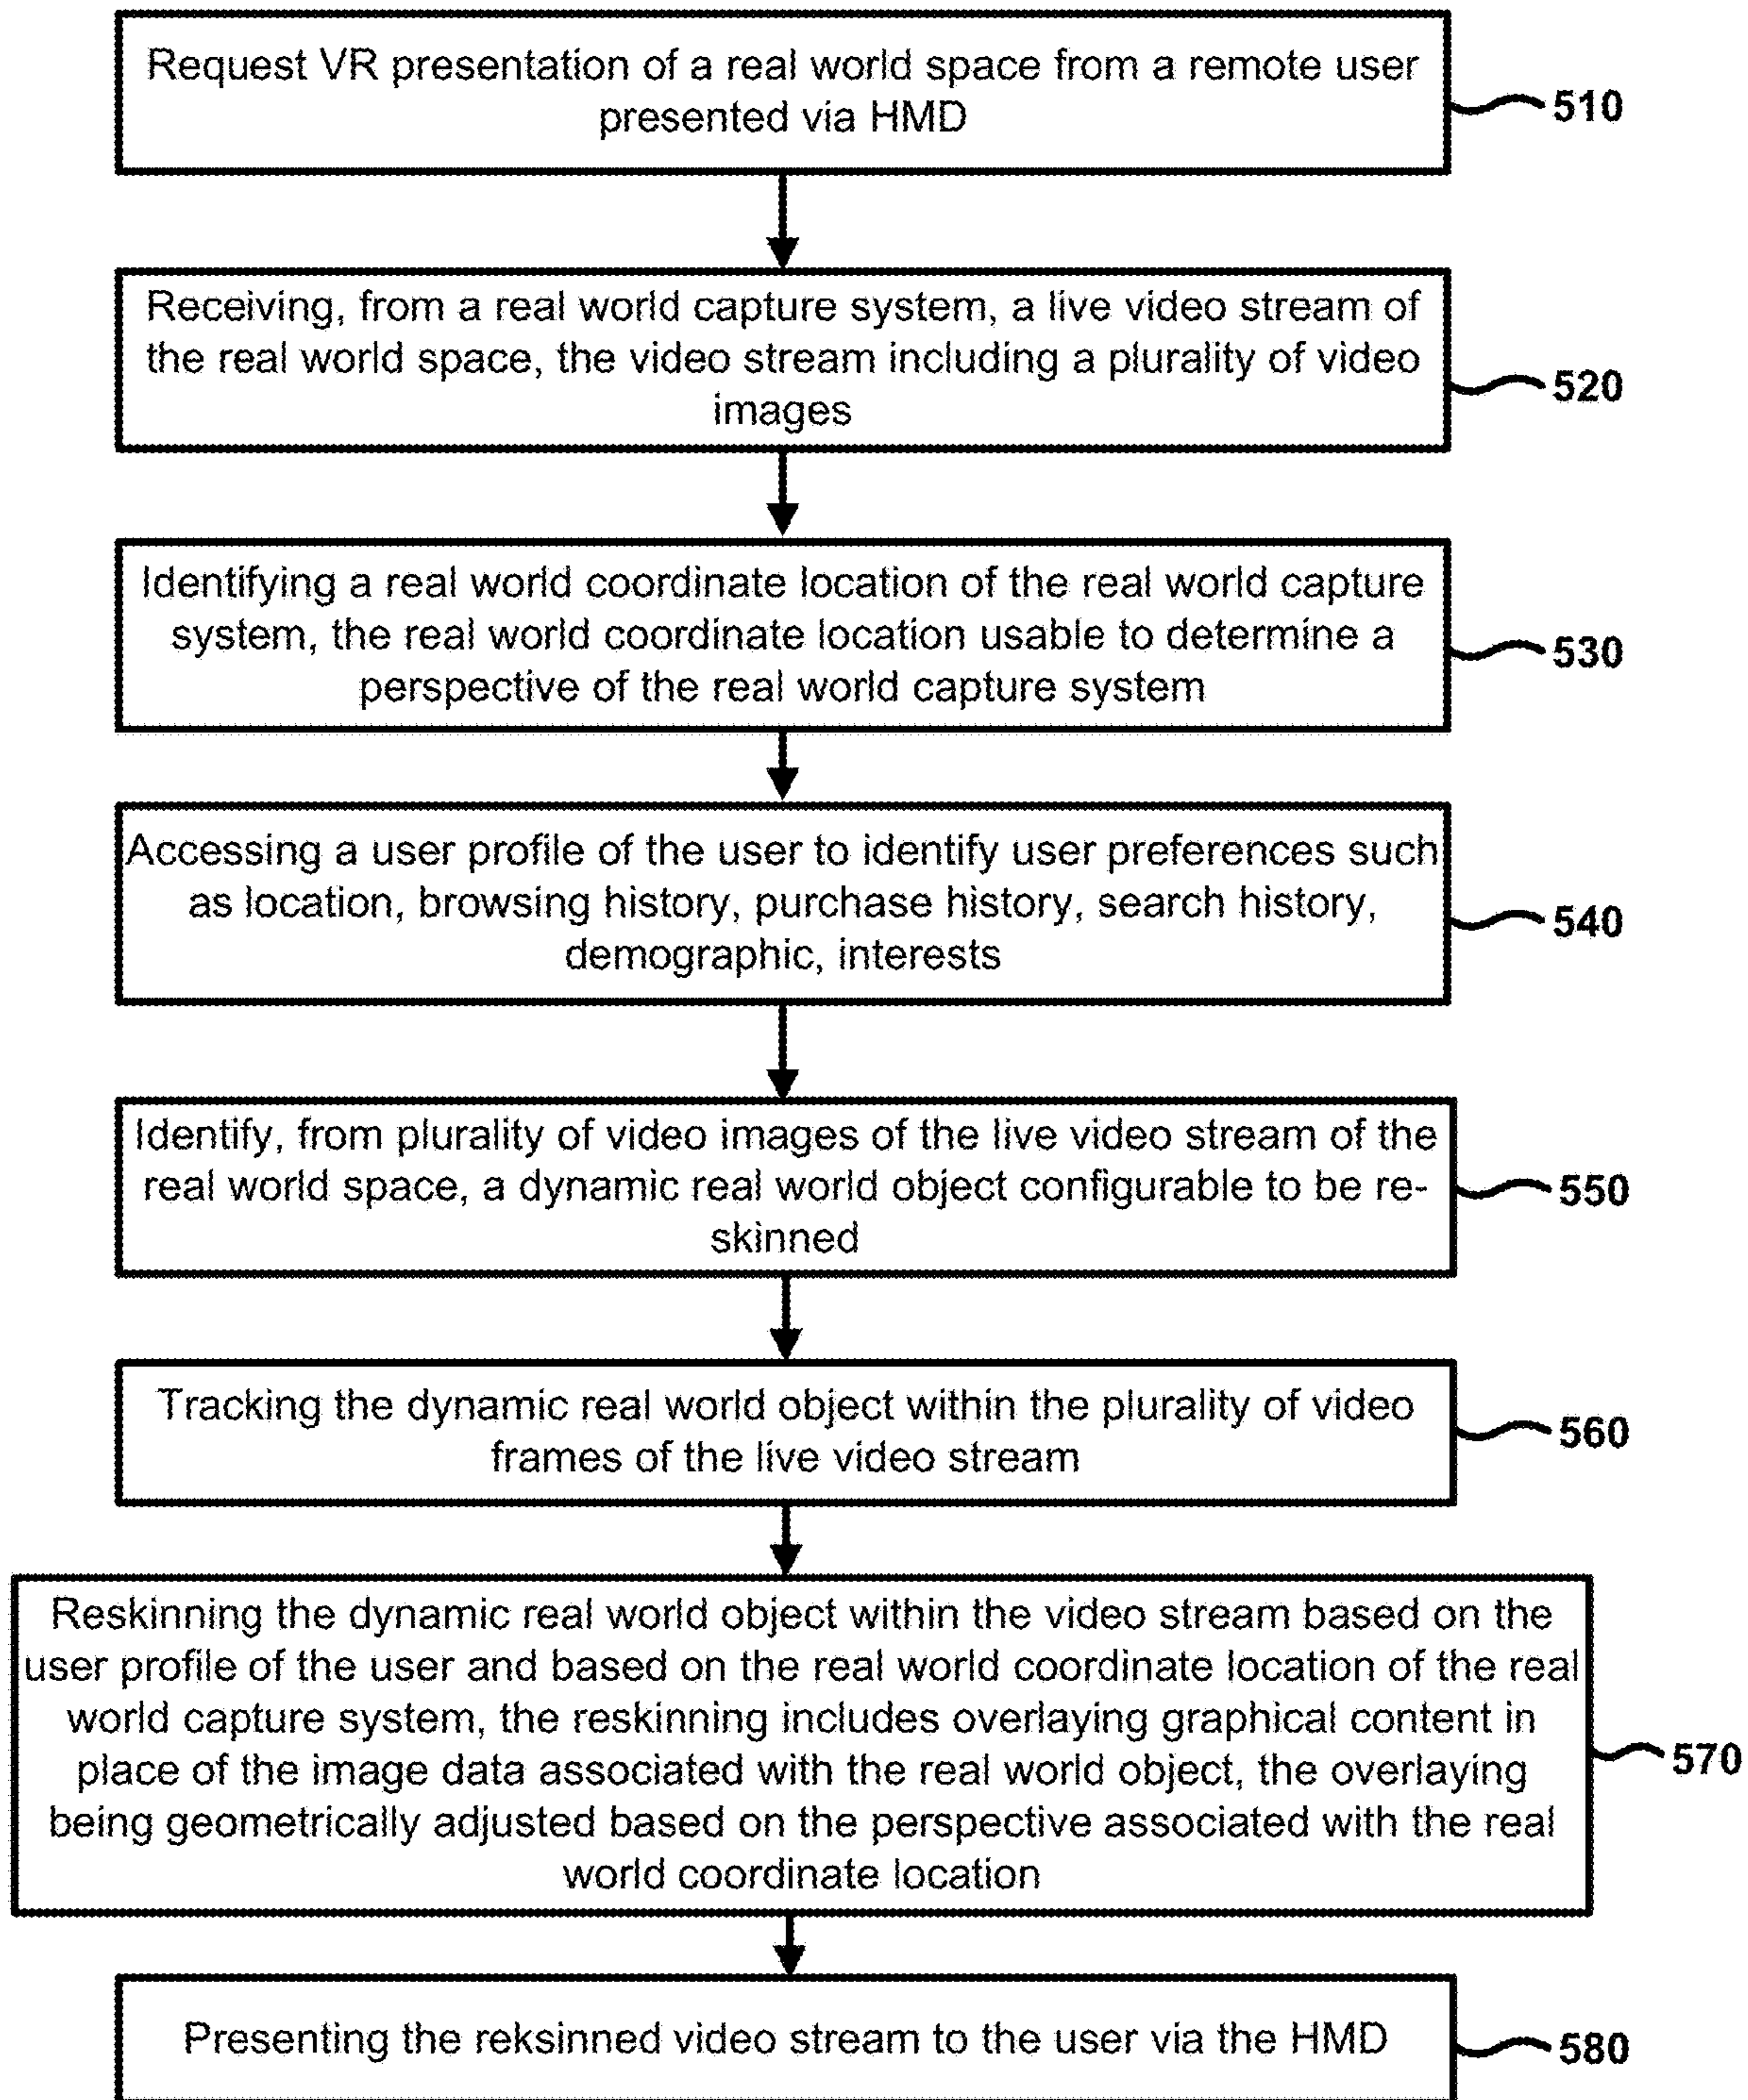 Request VR presentation of a real world space from a remote user
presented via HMD
510
Receiving, from a real world capture system, a live video stream of
the real world space, the video stream including a plurality of video
images
520
Identifying a real world coordinate location of the real world capture
system, the real world coordinate location usable to determine a
perspective of the real world capture system
530
Accessing a user profile of the user to identify user preferences such
as location, browsing history, purchase history, search history,
demographic, interests
540
Identify, from plurality of video images of the live video stream of the
real world space, a dynamic real world object configurable to be re-
skinned
550
Tracking the dynamic real world object within the plurality of video
frames of the live video stream
560
Reskinning the dynamic real world object within the video stream based on the
user profile of the user and based on the real world coordinate location of the real
world capture system, the reskinning includes overlaying graphical content in
place of the image data associated with the real world object, the overlaying
being geometrically adjusted based on the perspective associated with the real
world coordinate location
570
Presenting the reksinned video stream to the user via the HMD
580